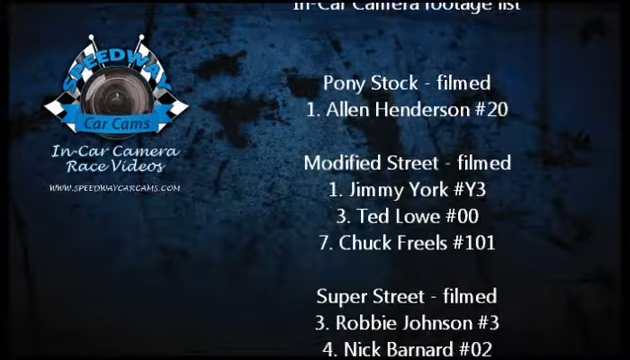 In-Car Camera footage list
SPEEDWAY
Car Cams
In-Car Camera
Race Videos
WWW.SPEEDWAYCARCAMS.COM
Pony Stock - filmed
1. Allen Henderson #20
Modified Street - filmed
1. Jimmy York #Y3
3. Ted Lowe #00
7. Chuck Freels #101
Super Street - filmed
3. Robbie Johnson #3
4. Nick Barnard #02